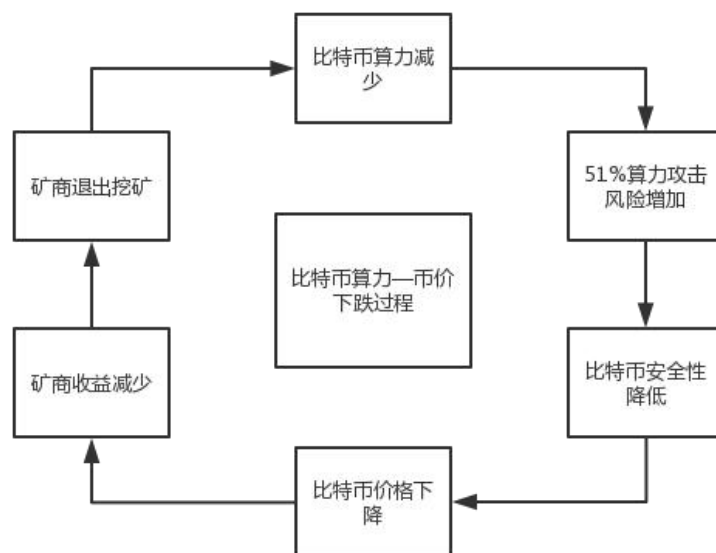 比特币算力减
少
51%算力攻击
风险增加
比特币安全性
降低
比特币价格下
降
矿商收益减少
矿商退出挖矿
比特币算力—币价
下跌过程